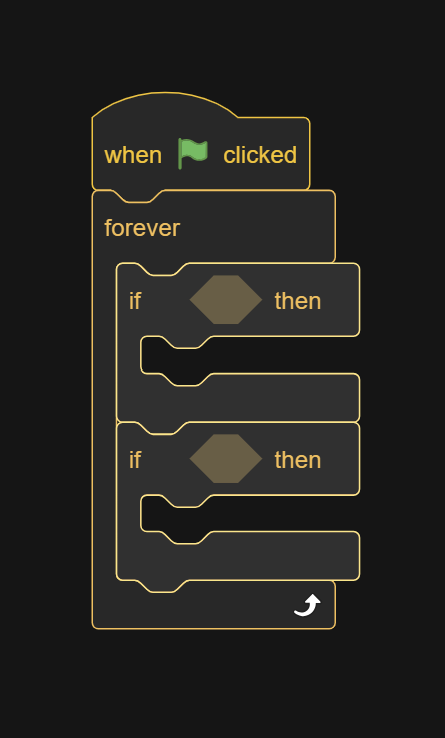 when clicked
forever
if then
if then